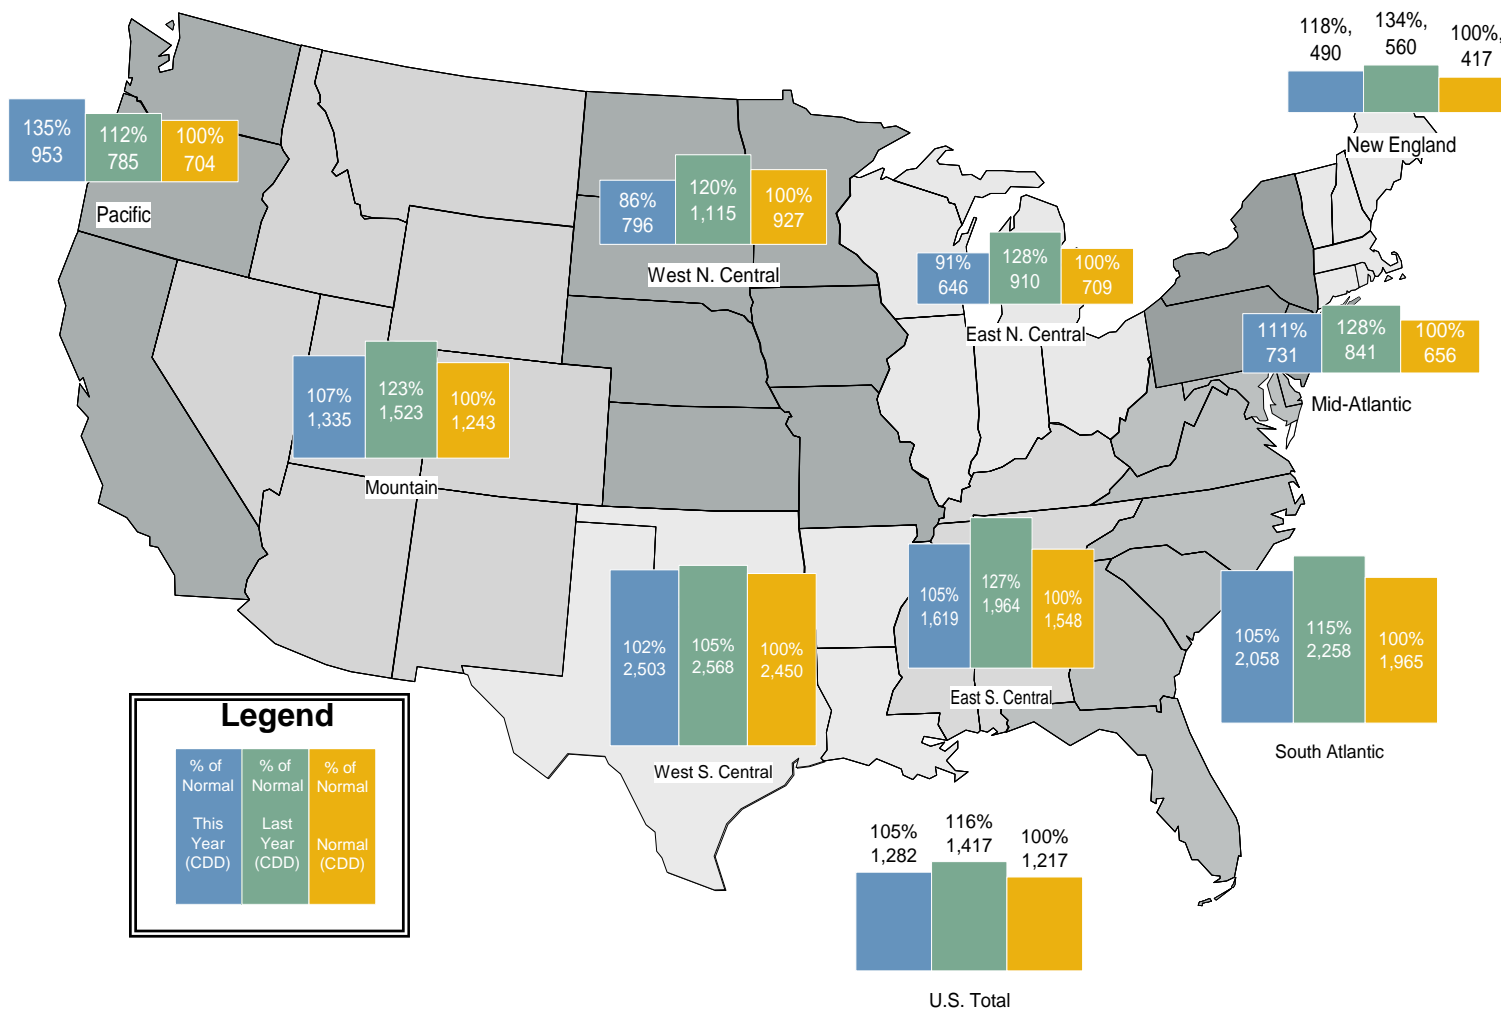 118%,
490
134%,
560
100%,
417
New England
135%
953
112%
785
100%
704
Pacific
86%
796
120%
1,115
100%
927
West N. Central
91%
646
128%
910
100%
709
East N. Central
111%
731
128%
841
100%
656
Mid-Atlantic
107%
1,335
123%
1,523
100%
1,243
Mountain
102%
2,503
105%
2,568
100%
2,450
West S. Central
105%
1,619
127%
1,964
100%
1,548
East S. Central
105%
2,058
115%
2,258
100%
1,965
South Atlantic
Legend
% of
Normal
This
Year
(CDD)
% of
Normal
Last
Year
(CDD)
% of
Normal
Normal
(CDD)
105%
1,282
116%
1,417
100%
1,217
U.S. Total